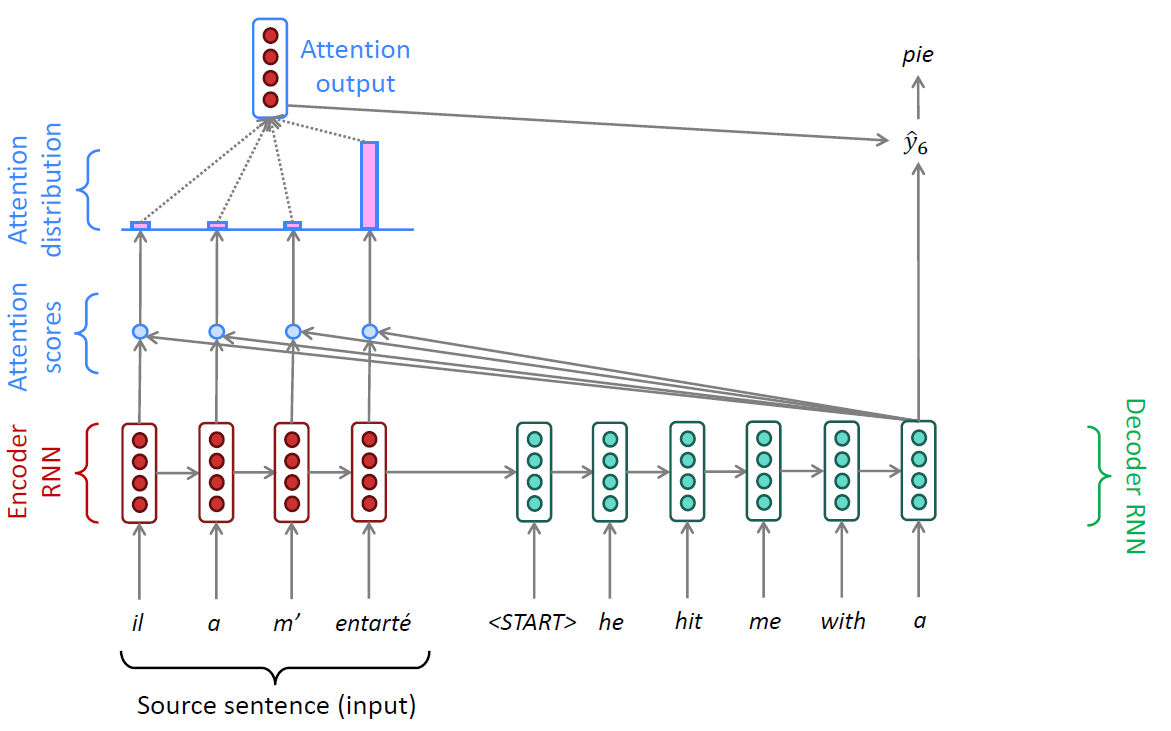 Attention
output
pie
ŷ₆
Attention
distribution
Attention
scores
Encoder
RNN
Decoder RNN
il a m’ entarté <START> he hit me with a
Source sentence (input)